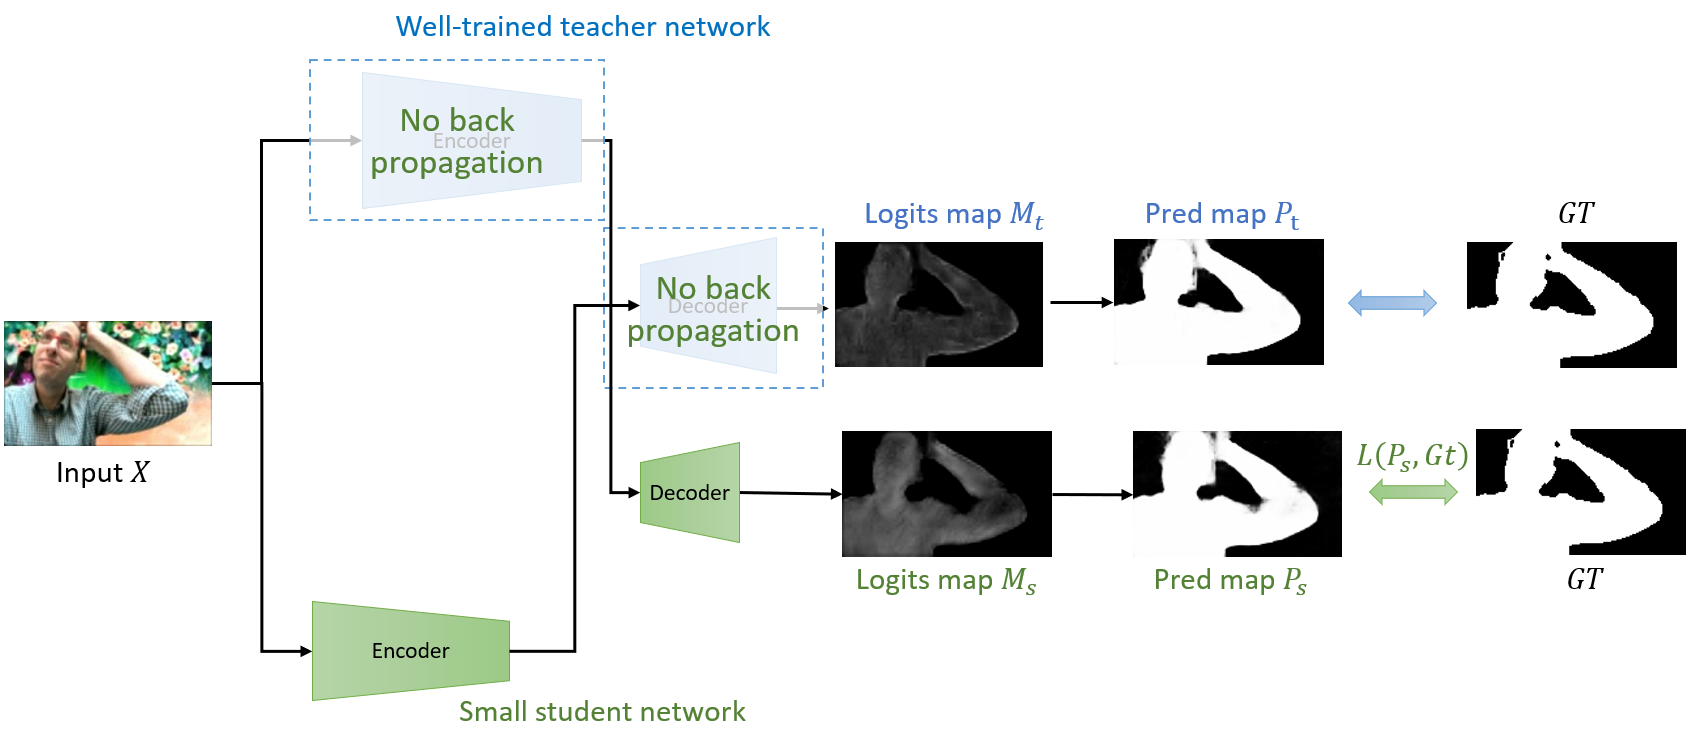 Well-trained teacher network
No back
Encoder
propagation
Logits map M_t
Pred map P_t
GT
No back
Decoder
propagation
Input X
Decoder
L(P_s, Gt)
Logits map M_s
Pred map P_s
GT
Encoder
Small student network